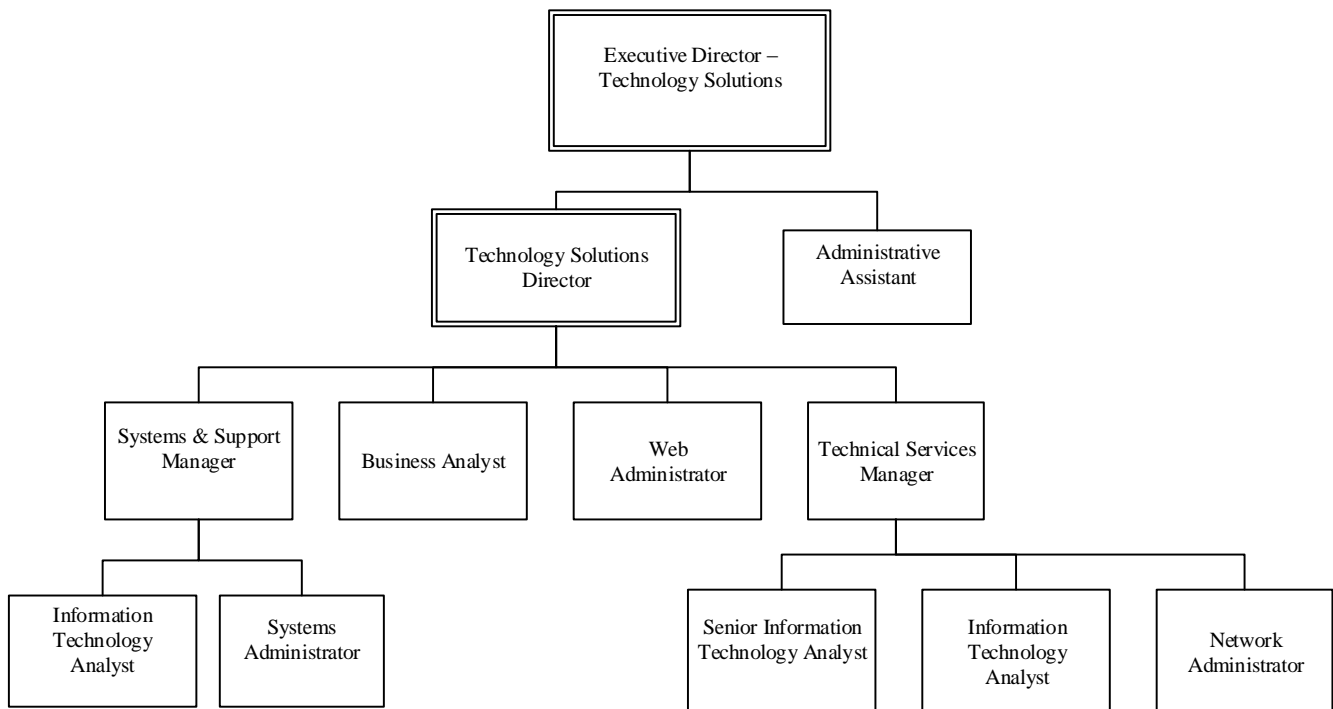 Executive Director –
Technology Solutions
Technology Solutions
Director
Administrative
Assistant
Systems & Support
Manager
Business Analyst
Web
Administrator
Technical Services
Manager
Information
Technology
Analyst
Systems
Administrator
Senior Information
Technology Analyst
Information
Technology
Analyst
Network
Administrator